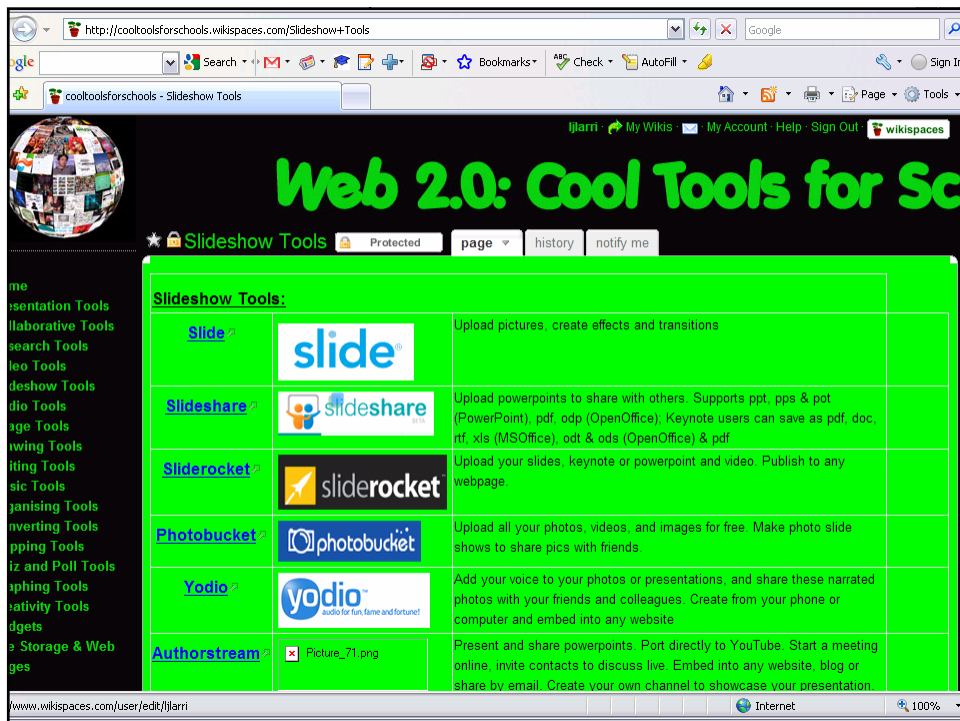 http://cooltoolsforschools.wikispaces.com/Slideshow+Tools
Google
ogle
Search
Bookmarks
ABC Check
AutoFill
Sign In
cooltoolsforschools - Slideshow Tools
Page
Tools
ljlarri · My Wikis · My Account · Help · Sign Out · wikispaces
Web 2.0: Cool Tools for Sc
Slideshow Tools
Protected
page
history
notify me
me
esentation Tools
llaborative Tools
search Tools
leo Tools
deshow Tools
dio Tools
age Tools
awing Tools
iting Tools
sic Tools
ganising Tools
nverting Tools
pping Tools
iz and Poll Tools
aphing Tools
eativity Tools
dgets
e Storage & Web
ges
Slideshow Tools:
Slide
slide®
Upload pictures, create effects and transitions
Slideshare
slideshare
BETA
Upload powerpoints to share with others. Supports ppt, pps & pot
(PowerPoint), pdf, odp (OpenOffice); Keynote users can save as pdf, doc,
rtf, xls (MSOffice), odt & ods (OpenOffice) & pdf
Sliderocket
sliderocket
Upload your slides, keynote or powerpoint and video. Publish to any
webpage.
Photobucket
photobucket
Upload all your photos, videos, and images for free. Make photo slide
shows to share pics with friends.
Yodio
yodio™
audio for fun, fame and fortune!
Add your voice to your photos or presentations, and share these narrated
photos with your friends and colleagues. Create from your phone or
computer and embed into any website
Authorstream
Picture_71.png
Present and share powerpoints. Port directly to YouTube. Start a meeting
online, invite contacts to discuss live. Embed into any website, blog or
share by email. Create your own channel to showcase your presentation.
/www.wikispaces.com/user/edit/ljlarri
Internet
100%